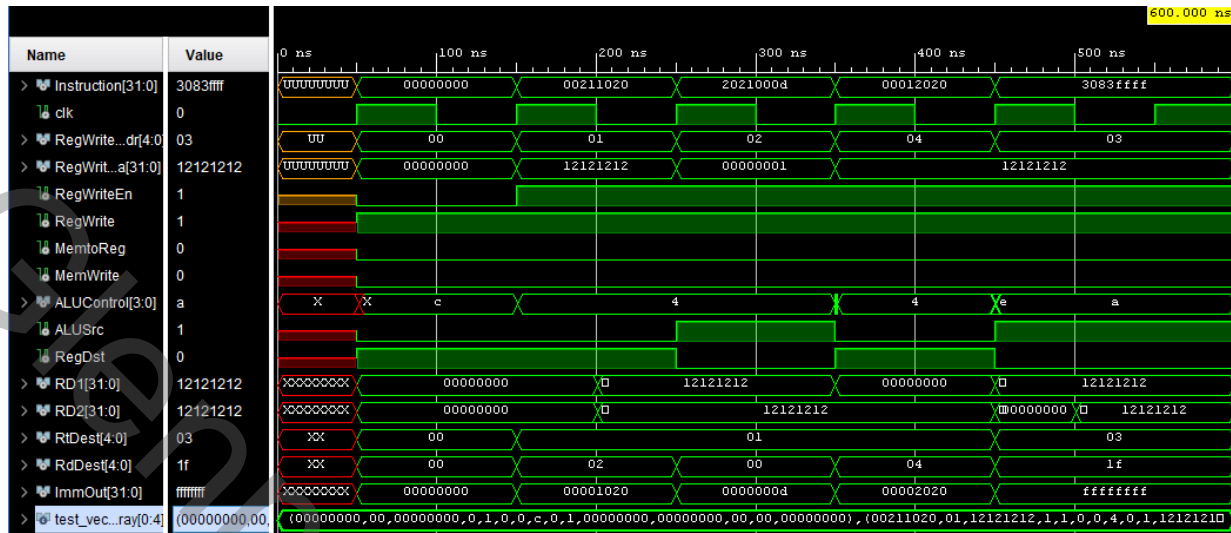 600.000 ns
Name Value 0 ns 100 ns 200 ns 300 ns 400 ns 500 ns
Instruction[31:0] 3083ffff UUUUUUUU 00000000 00211020 2021000d 00012020 3083ffff
clk 0
RegWrite...dr[4:0] 03 UU 00 01 02 04 03
RegWrit...a[31:0] 12121212 UUUUUUUU 00000000 12121212 00000001 12121212
RegWriteEn 1
RegWrite 1
MemtoReg 0
MemWrite 0
ALUControl[3:0] a X X c 4 4 e a
ALUSrc 1
RegDst 0
RD1[31:0] 12121212 XXXXXXXX 00000000 12121212 00000000 12121212
RD2[31:0] 12121212 XXXXXXXX 00000000 12121212 00000000 12121212
RtDest[4:0] 03 XX 00 01 03
RdDest[4:0] 1f XX 00 02 00 04 1f
ImmOut[31:0] ffffffff XXXXXXXX 00000000 00001020 0000000d 00002020 ffffffff
test_vec...ray[0:4] (00000000,00, (00000000,00,00000000,0,1,0,0,c,0,1,00000000,00000000,00,00,00000000),(00211020,01,12121212,1,1,0,0,4,0,1,1212121